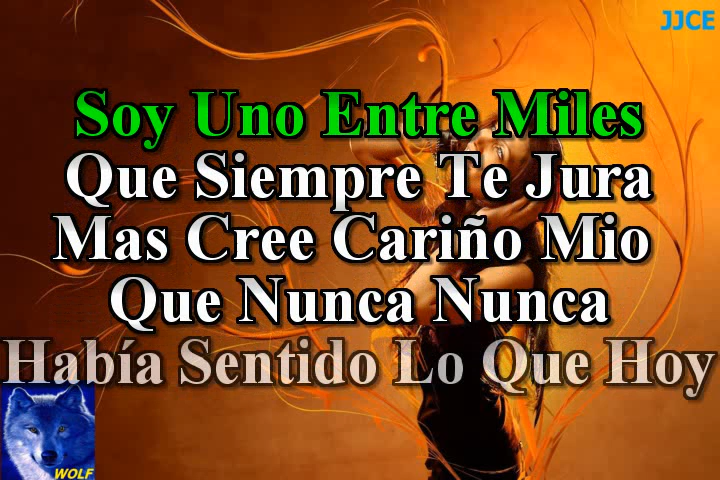 JJCE
Soy Uno Entre Miles
Que Siempre Te Jura
Mas Cree Cariño Mio
Que Nunca Nunca
Había Sentido Lo Que Hoy
WOLF